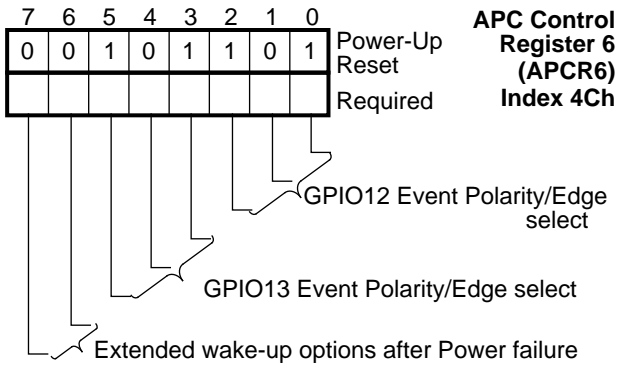 7 6 5 4 3 2 1 0
APC Control
Register 6
(APCR6)
Index 4Ch
0 0 1 0 1 1 0 1
Power-Up
Reset
Required
GPIO12 Event Polarity/Edge
select
GPIO13 Event Polarity/Edge select
Extended wake-up options after Power failure